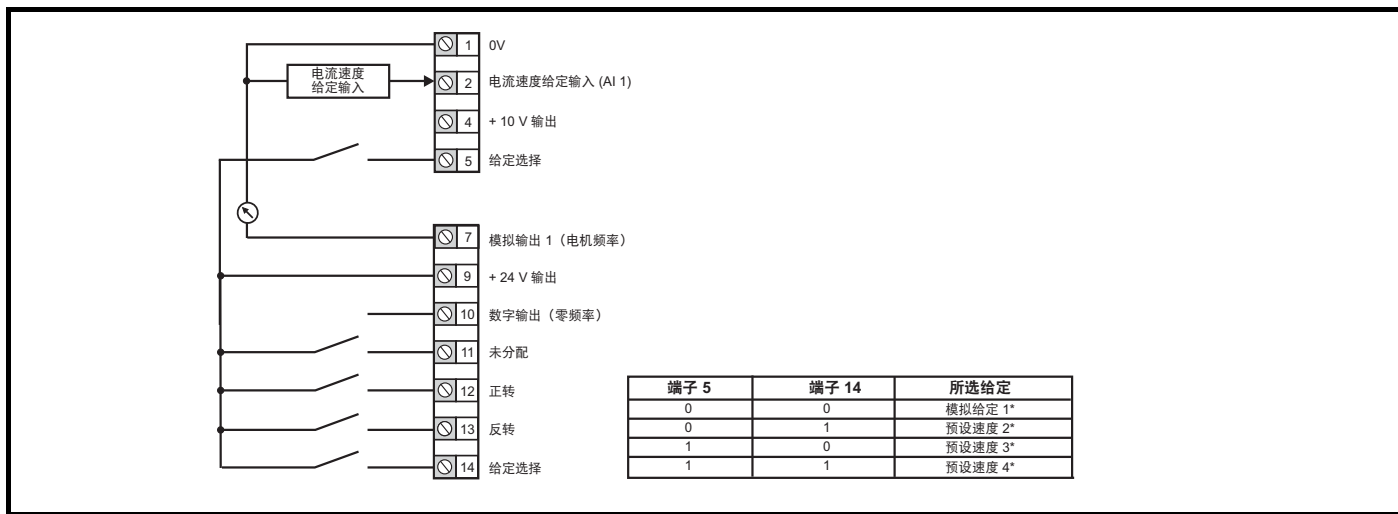 1 0V
电流速度
给定输入
2 电流速度给定输入 (AI 1)
4 + 10 V 输出
5 给定选择
7 模拟输出 1（电机频率）
9 + 24 V 输出
10 数字输出（零频率）
11 未分配
12 正转
13 反转
14 给定选择
端子 5 端子 14 所选给定
0 0 模拟给定 1*
0 1 预设速度 2*
1 0 预设速度 3*
1 1 预设速度 4*